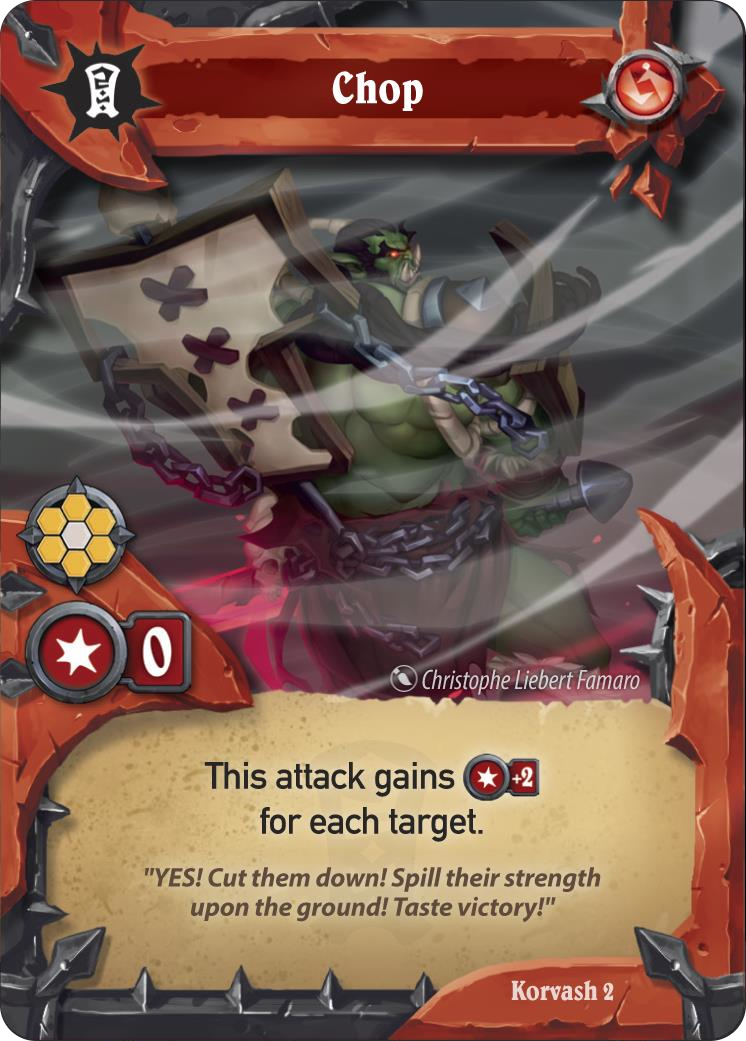 Chop
0
Christophe Liebert Famaro
This attack gains +2
for each target.
"YES! Cut them down! Spill their strength
upon the ground! Taste victory!"
Korvash 2